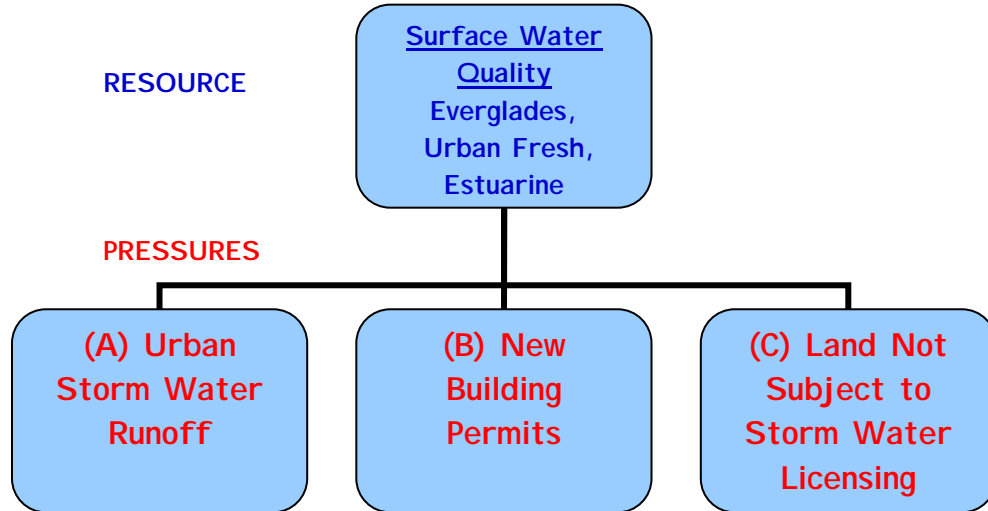 Surface Water
Quality
Everglades,
Urban Fresh,
Estuarine
RESOURCE
PRESSURES
(A) Urban
Storm Water
Runoff
(B) New
Building
Permits
(C) Land Not
Subject to
Storm Water
Licensing